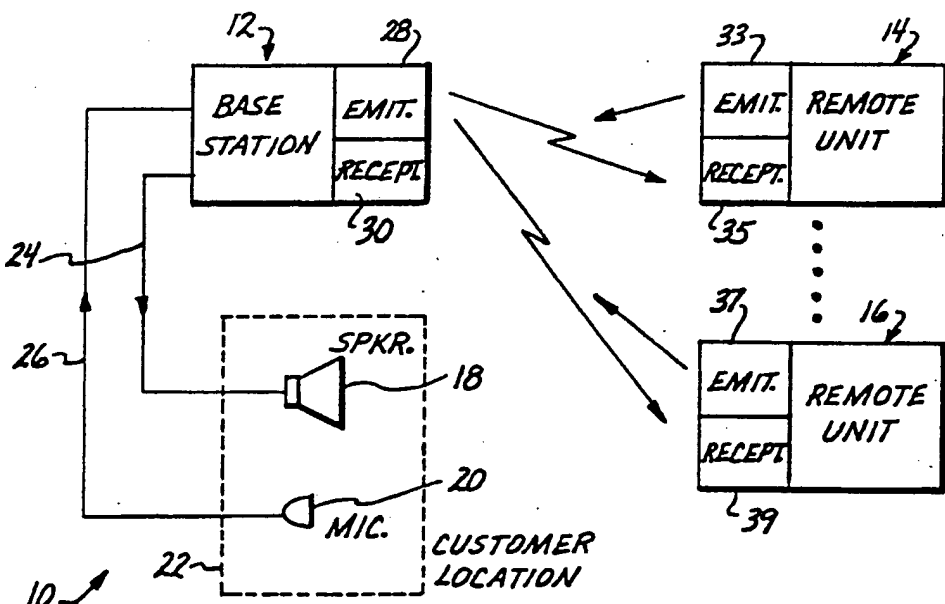 12
28
33
14
BASE
STATION
EMIT.
RECEPT.
30
EMIT.
RECEPT.
REMOTE
UNIT
35
24
26
SPKR.
18
20
MIC.
22
CUSTOMER
LOCATION
10
37
16
EMIT.
RECEPT.
REMOTE
UNIT
39